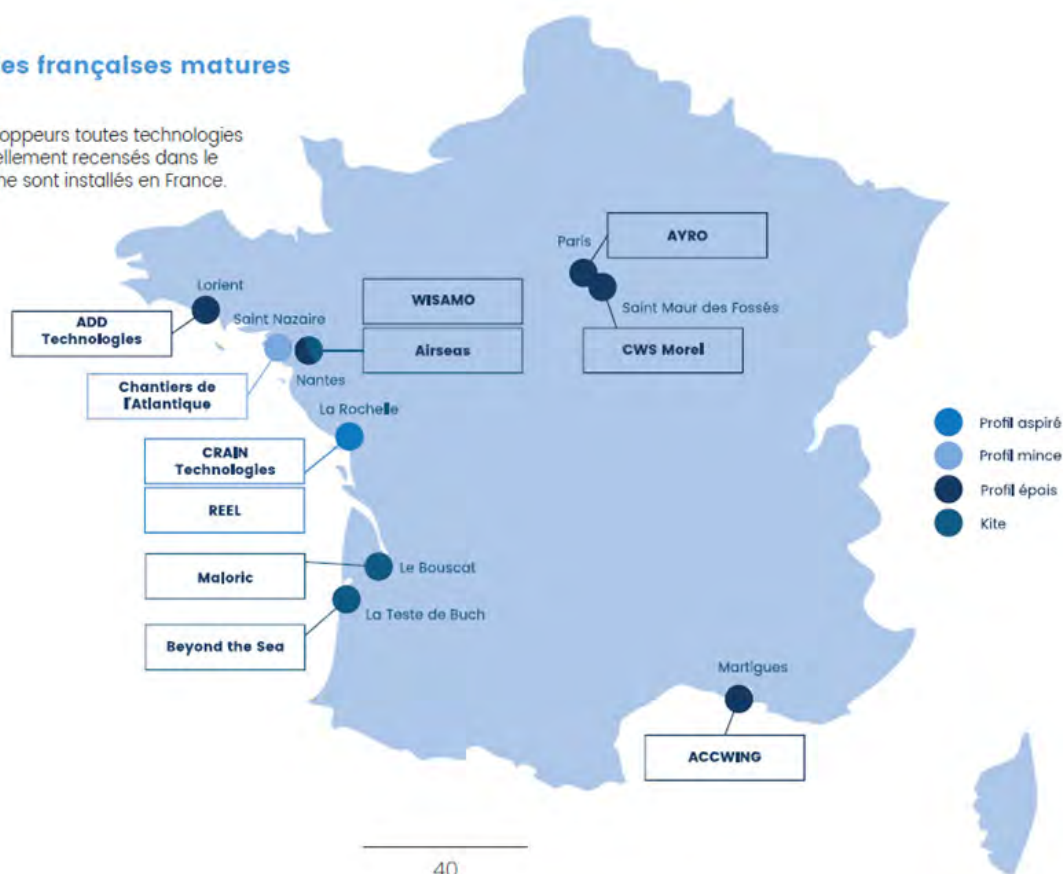 es françaises matures
oppeurs toutes technologies
ellement recensés dans le
ne sont installés en France.
Paris
AYRO
Lorient
WISAMO
Saint Maur des Fossés
ADD
Technologies
Saint Nazaire
Airseas
CWS Morel
Nantes
Chantiers de
l'Atlantique
La Rochelle
Profil aspiré
CRAIN
Technologies
Profil mince
REEL
Profil épais
Kite
Le Bouscat
Maloric
La Teste de Buch
Beyond the Sea
Martigues
ACCWING
40